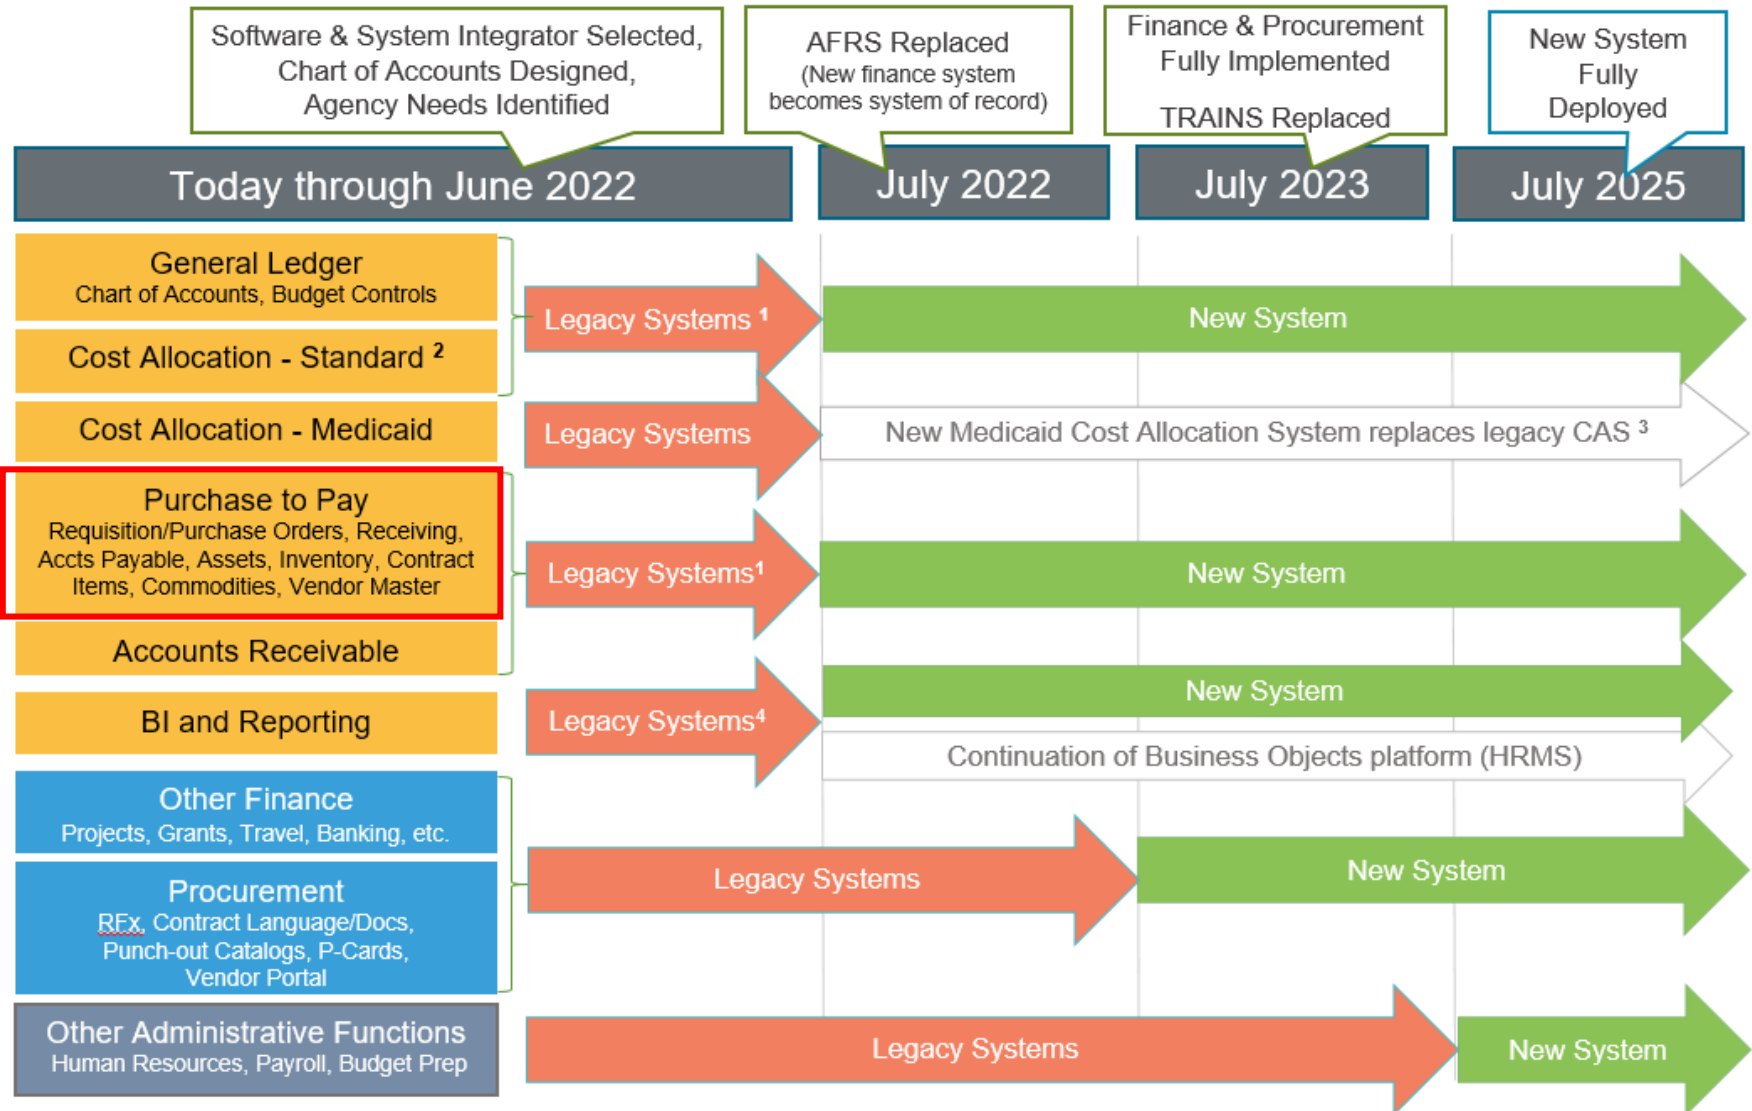 Software & System Integrator Selected,
Chart of Accounts Designed,
Agency Needs Identified
AFRS Replaced
(New finance system
becomes system of record)
Finance & Procurement
Fully Implemented
TRAINS Replaced
New System
Fully
Deployed
Today through June 2022
July 2022
July 2023
July 2025
General Ledger
Chart of Accounts, Budget Controls
Cost Allocation - Standard ²
Legacy Systems ¹
New System
Cost Allocation - Medicaid
Legacy Systems
New Medicaid Cost Allocation System replaces legacy CAS ³
Purchase to Pay
Requisition/Purchase Orders, Receiving,
Accts Payable, Assets, Inventory, Contract
Items, Commodities, Vendor Master
Legacy Systems¹
New System
Accounts Receivable
BI and Reporting
Legacy Systems⁴
New System
Continuation of Business Objects platform (HRMS)
Other Finance
Projects, Grants, Travel, Banking, etc.
Procurement
RFx, Contract Language/Docs,
Punch-out Catalogs, P-Cards,
Vendor Portal
Legacy Systems
New System
Other Administrative Functions
Human Resources, Payroll, Budget Prep
Legacy Systems
New System